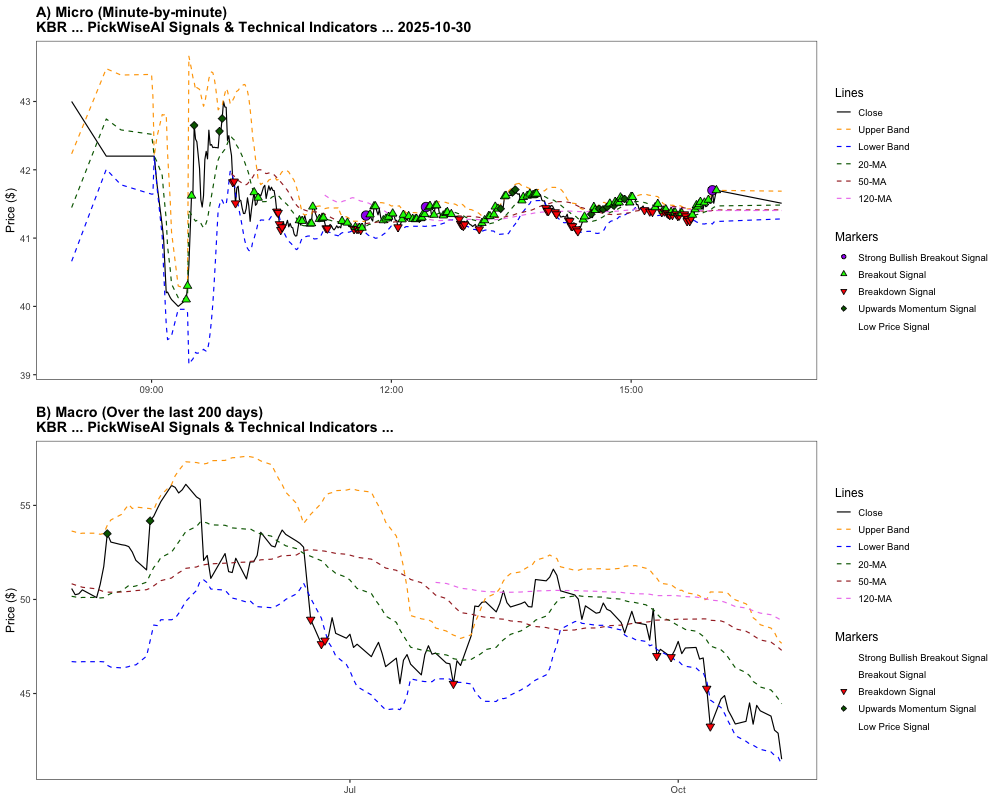 A) Micro (Minute-by-minute)
KBR ... PickWiseAI Signals & Technical Indicators ... 2025-10-30
Price ($)
43
42
41
40
39
09:00
12:00
15:00
Lines
Close
Upper Band
Lower Band
20-MA
50-MA
120-MA
Markers
Strong Bullish Breakout Signal
Breakout Signal
Breakdown Signal
Upwards Momentum Signal
Low Price Signal
B) Macro (Over the last 200 days)
KBR ... PickWiseAI Signals & Technical Indicators ...
Price ($)
55
50
45
Jul
Oct
Lines
Close
Upper Band
Lower Band
20-MA
50-MA
120-MA
Markers
Strong Bullish Breakout Signal
Breakout Signal
Breakdown Signal
Upwards Momentum Signal
Low Price Signal